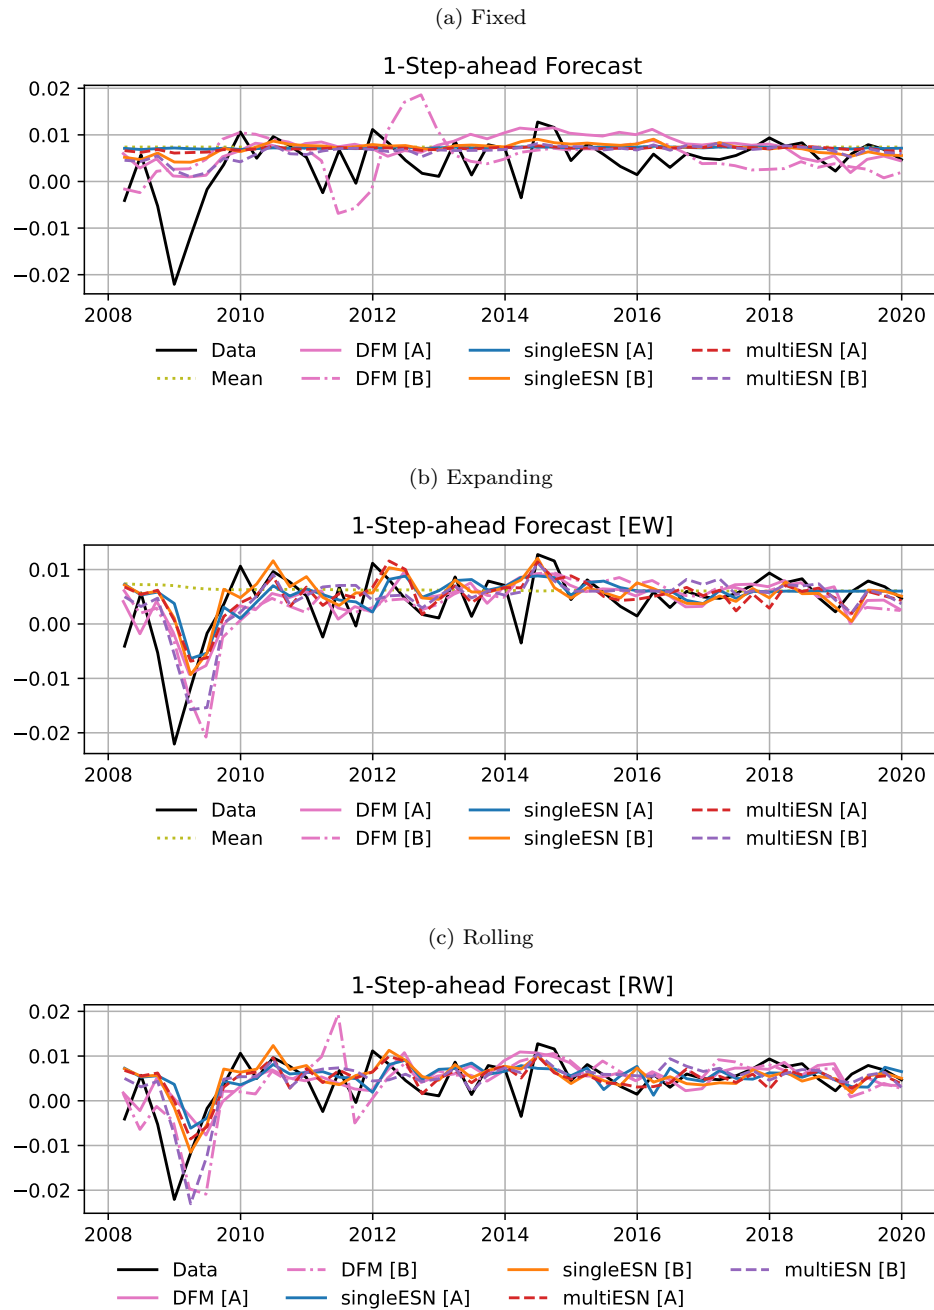 (a) Fixed
1-Step-ahead Forecast
0.02
0.01
0.00
−0.01
−0.02
2008 2010 2012 2014 2016 2018 2020
Data DFM [A] singleESN [A] multiESN [A]
Mean DFM [B] singleESN [B] multiESN [B]
(b) Expanding
1-Step-ahead Forecast [EW]
0.01
0.00
−0.01
−0.02
2008 2010 2012 2014 2016 2018 2020
Data DFM [A] singleESN [A] multiESN [A]
Mean DFM [B] singleESN [B] multiESN [B]
(c) Rolling
1-Step-ahead Forecast [RW]
0.02
0.01
0.00
−0.01
−0.02
2008 2010 2012 2014 2016 2018 2020
Data DFM [B] singleESN [B] multiESN [B]
DFM [A] singleESN [A] multiESN [A]